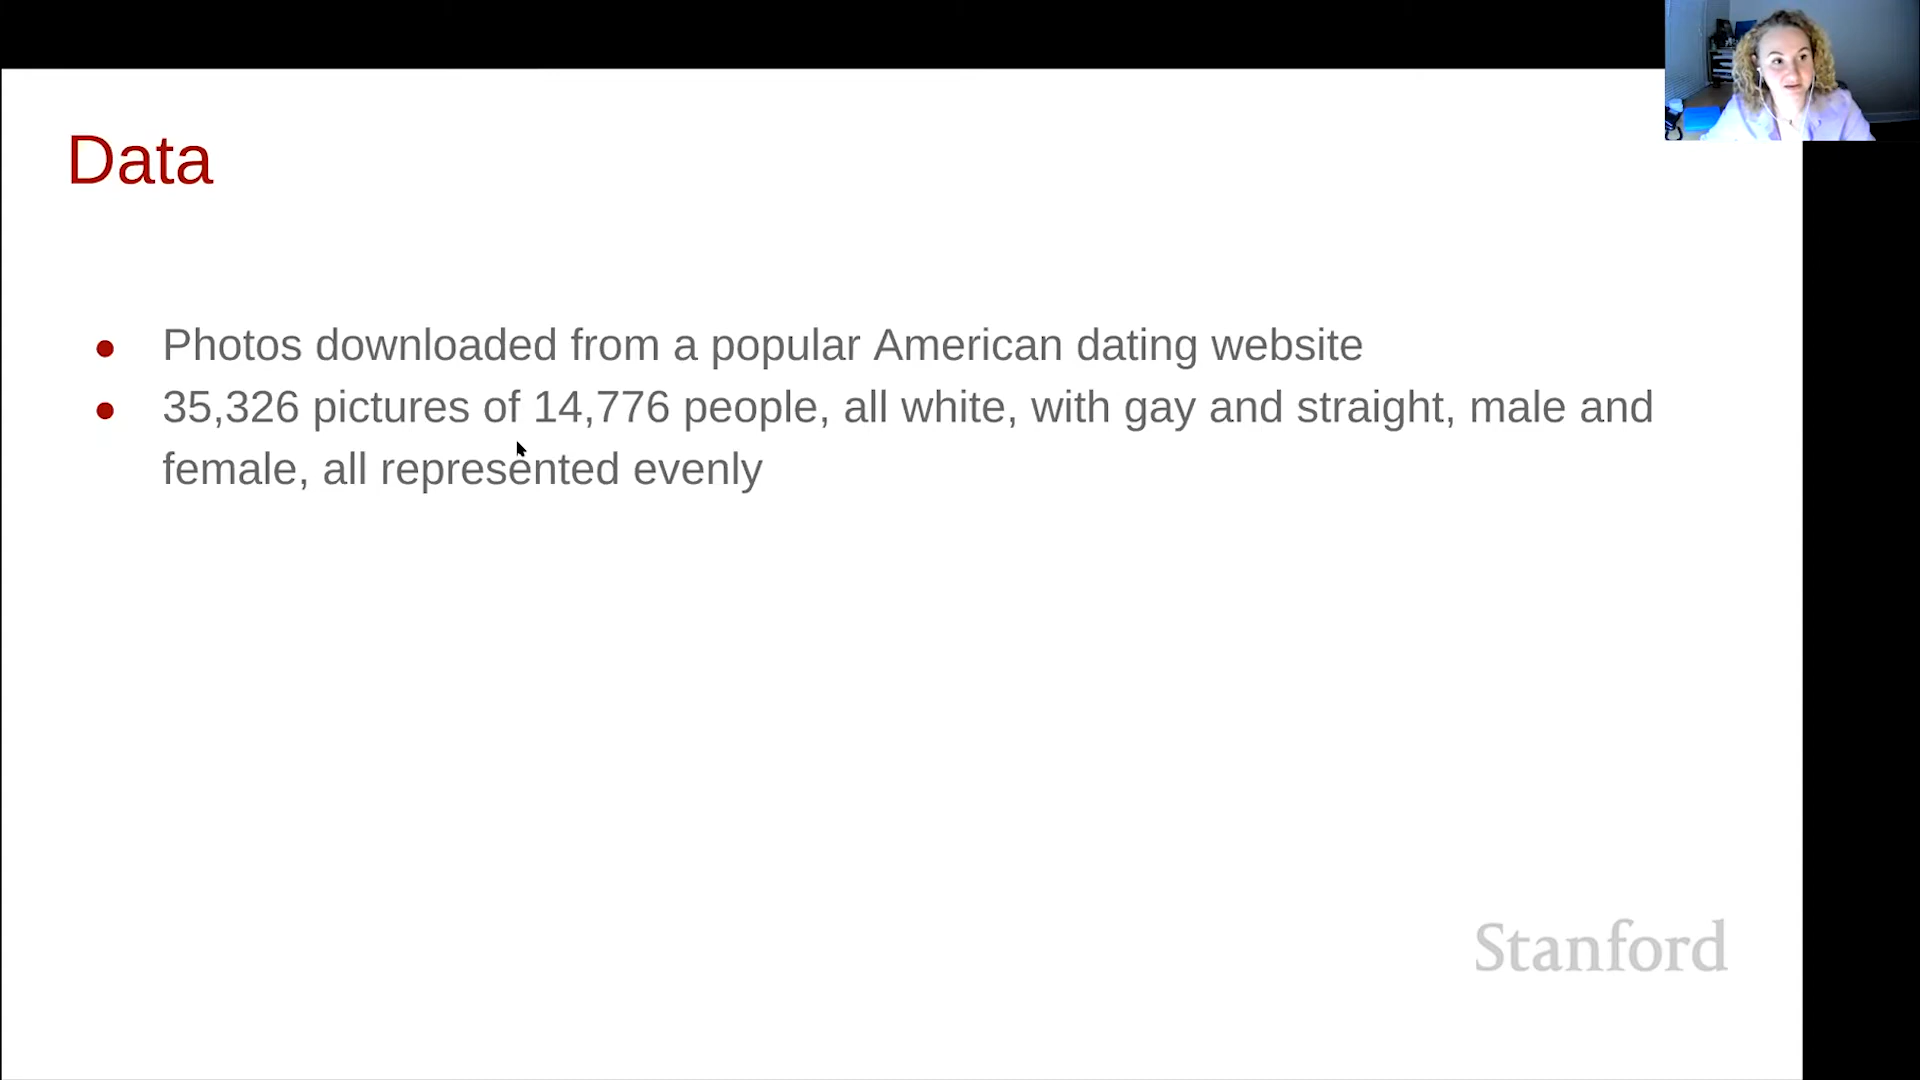 Data
● Photos downloaded from a popular American dating website
● 35,326 pictures of 14,776 people, all white, with gay and straight, male and
female, all represented evenly
Stanford